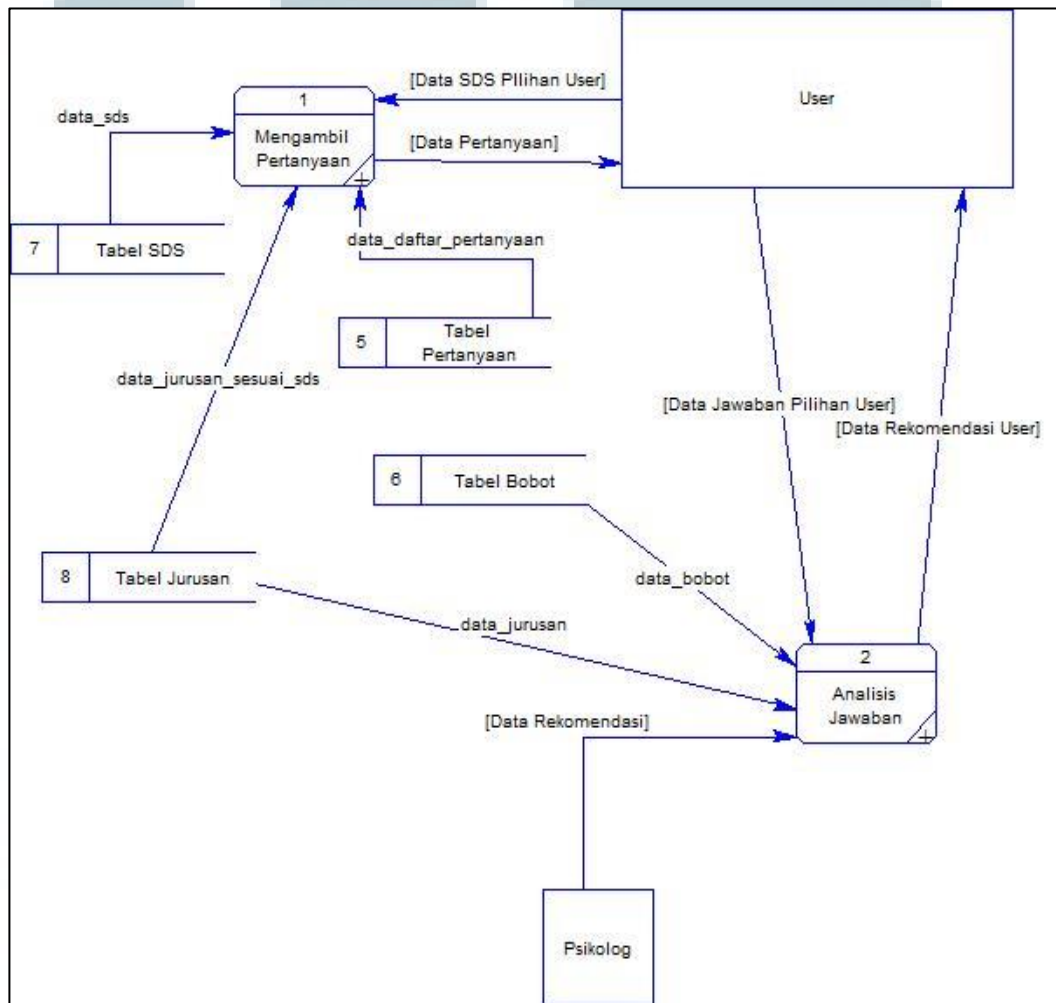 [Data SDS PIlihan User]
User
1
data_sds
Mengambil
Pertanyaan
[Data Pertanyaan]
+
7
Tabel SDS
data_daftar_pertanyaan
5
Tabel
Pertanyaan
data_jurusan_sesuai_sds
[Data Jawaban Pilihan User]
[Data Rekomendasi User]
6
Tabel Bobot
8
Tabel Jurusan
data_bobot
data_jurusan
2
Analisis
Jawaban
+
[Data Rekomendasi]
Psikolog